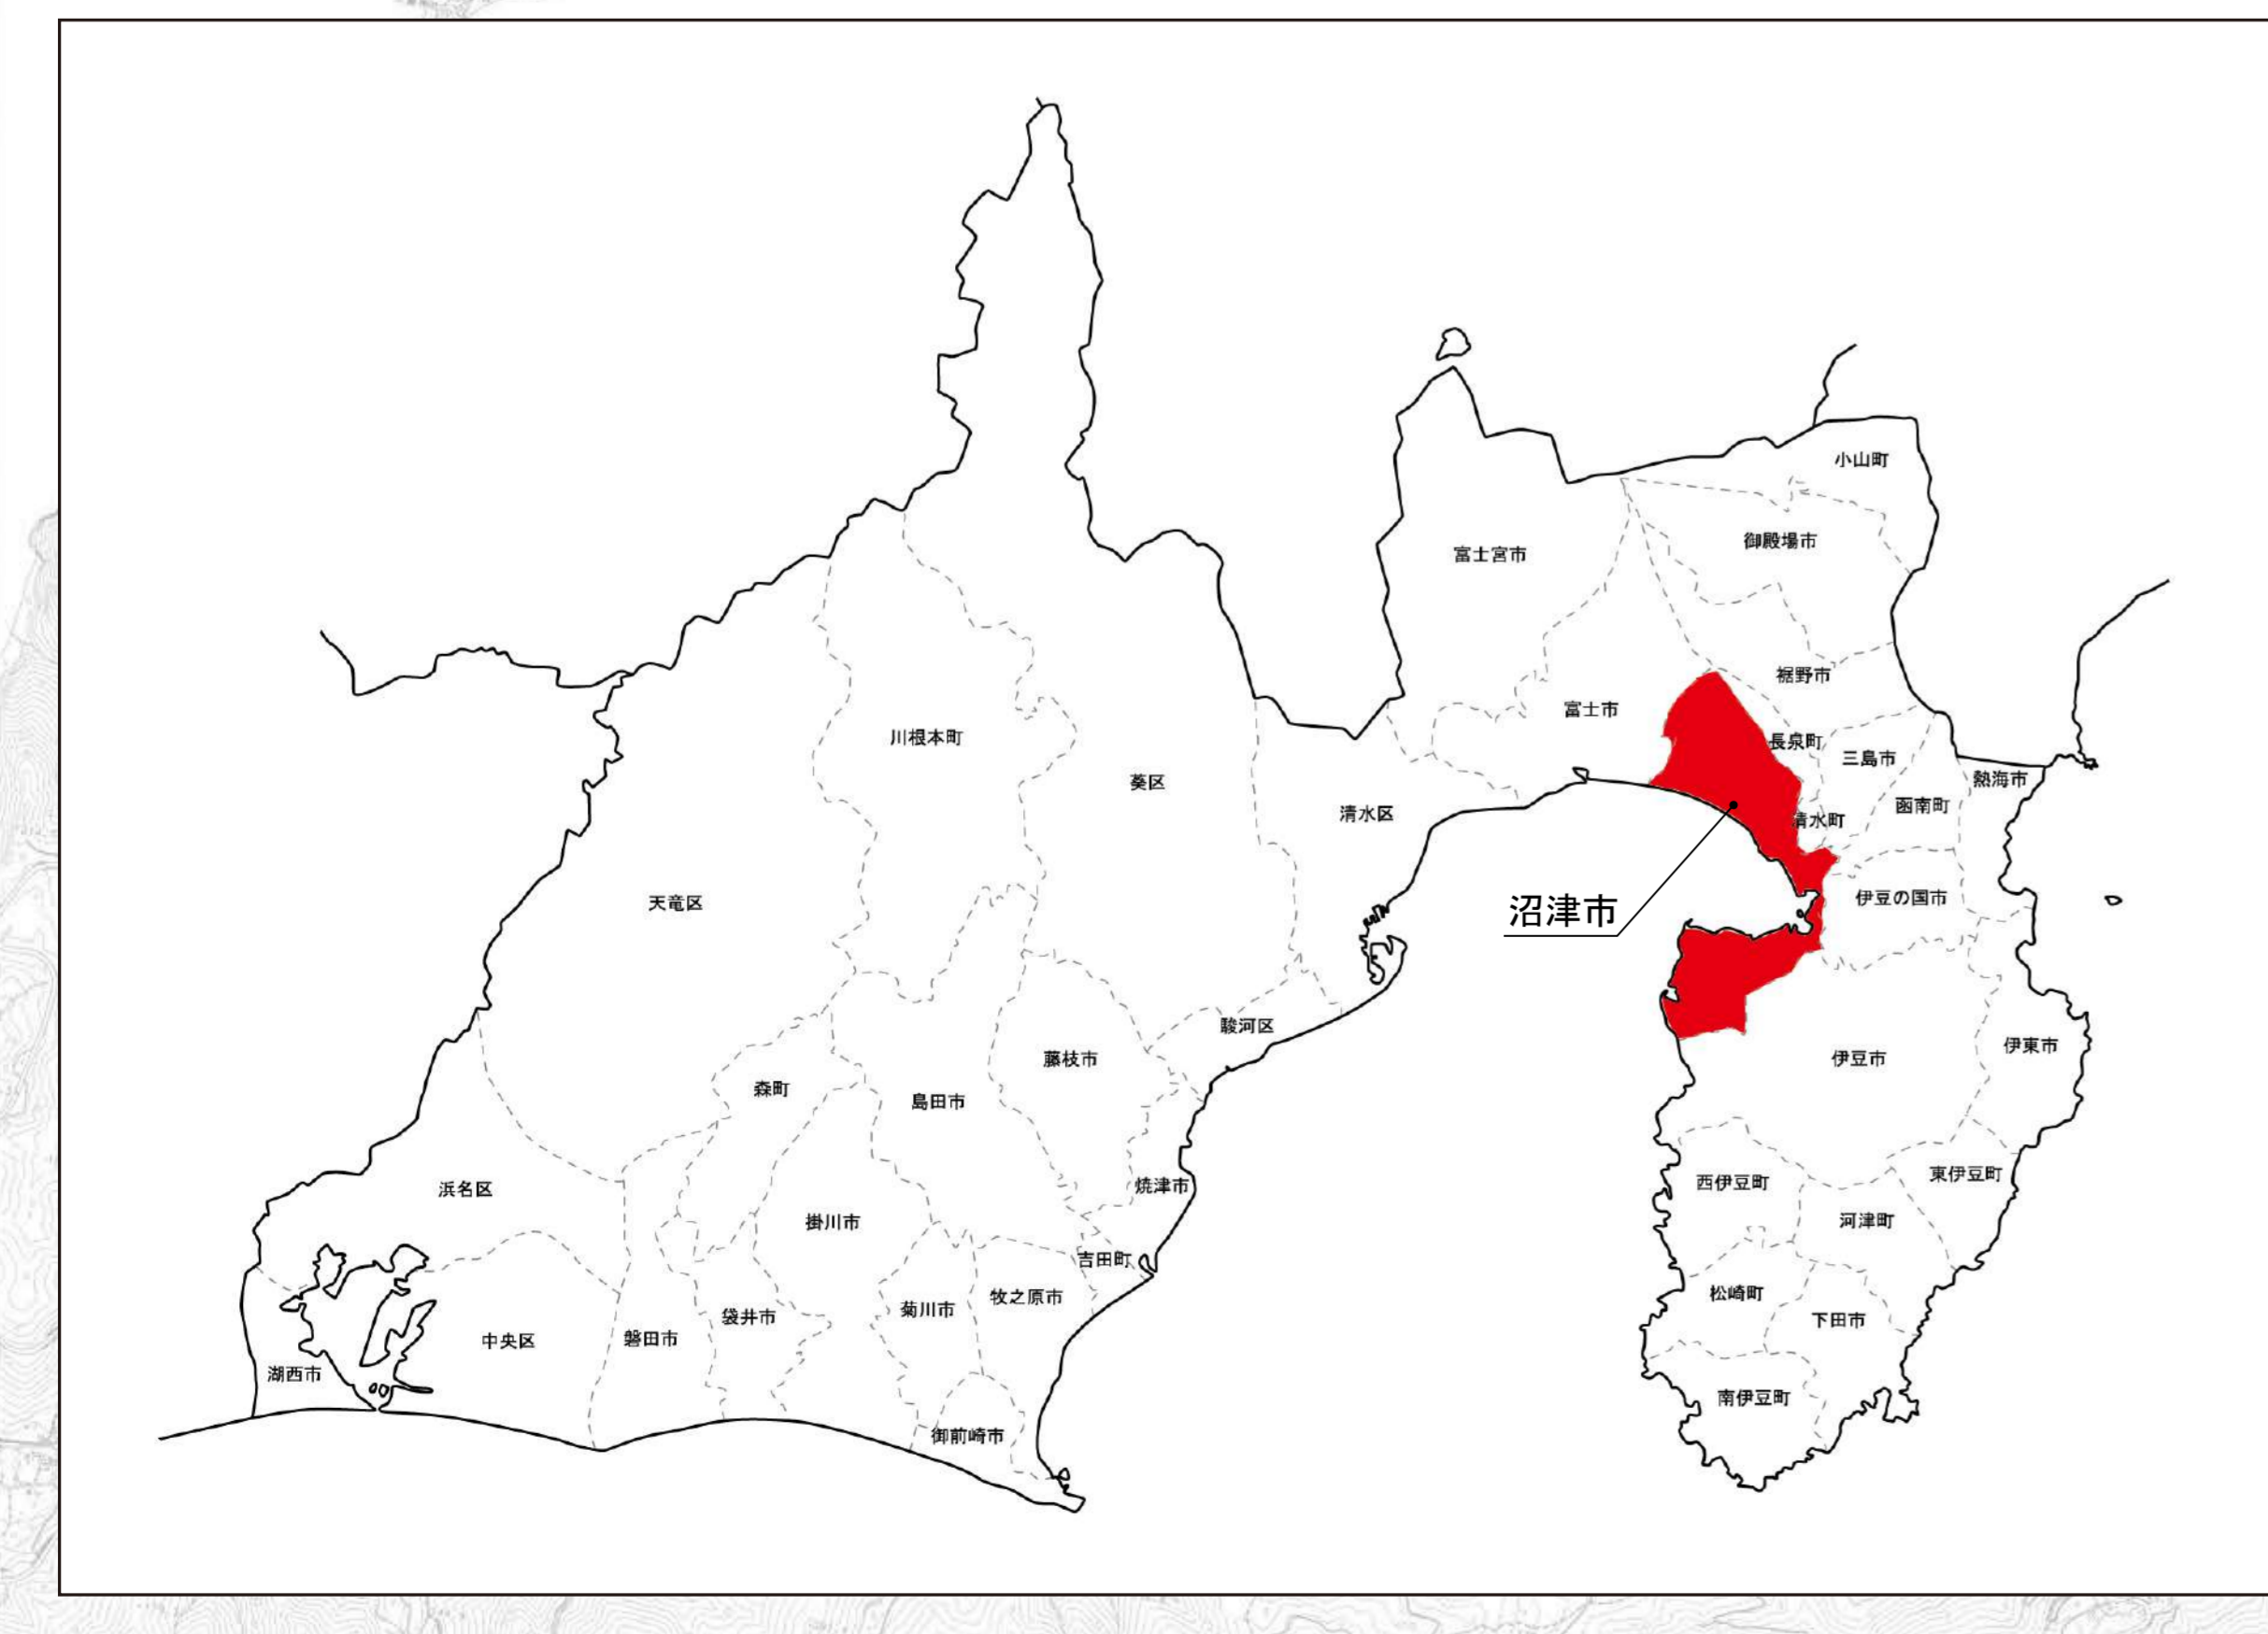 小山町
御殿場市
富士宮市
裾野市
富士市
長泉町
三島市
熱海市
函南町
清水町
川根本町
葵区
清水区
沼津市
伊豆の国市
天竜区
駿河区
伊東市
伊豆市
藤枝市
森町
島田市
東伊豆町
西伊豆町
焼津市
浜名区
河津町
掛川市
吉田町
松崎町
牧之原市
菊川市
袋井市
下田市
磐田市
中央区
湖西市
南伊豆町
御前崎市